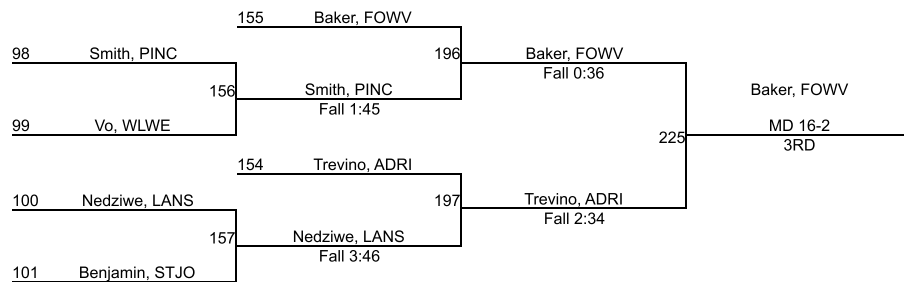 155 Baker, FOWV
98 Smith, PINC
196 Baker, FOWV
Fall 0:36
156 Smith, PINC
Fall 1:45
Baker, FOWV
99 Vo, WLWE
MD 16-2
225
3RD
154 Trevino, ADRI
100 Nedziwe, LANS
197 Trevino, ADRI
Fall 2:34
157 Nedziwe, LANS
Fall 3:46
101 Benjamin, STJO